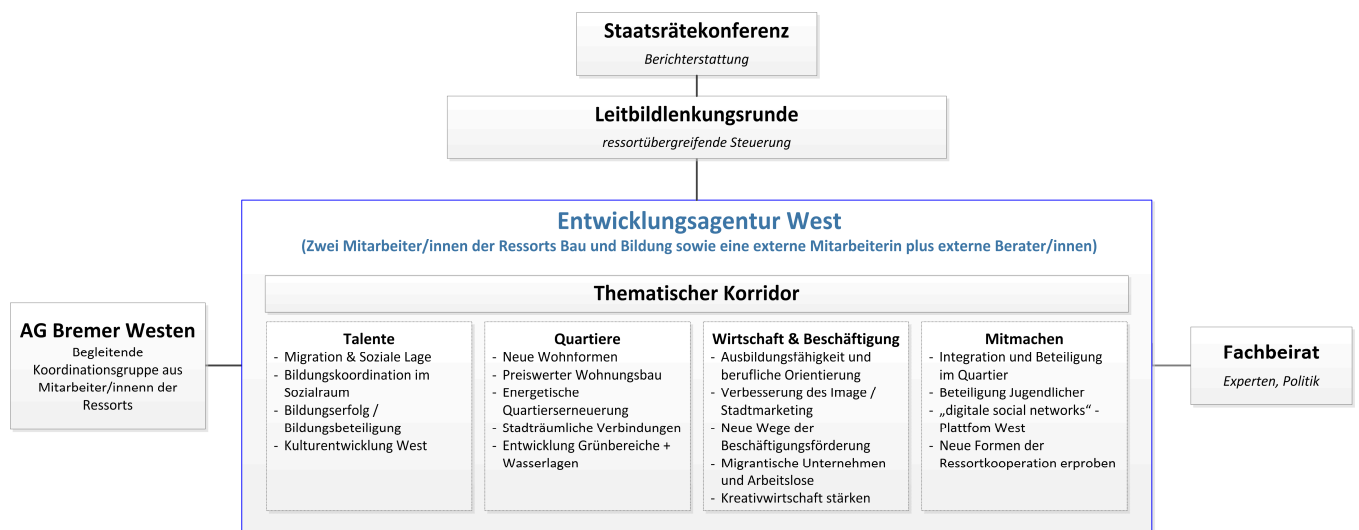 Staatsrätekonferenz
Berichterstattung
Leitbildlenkungsrunde
ressortübergreifende Steuerung
Entwicklungsagentur West
(Zwei Mitarbeiter/innen der Ressorts Bau und Bildung sowie eine externe Mitarbeiterin plus externe Berater/innen)
Thematischer Korridor
AG Bremer Westen
Begleitende
Koordinationsgruppe aus
Mitarbeiter/innenn der
Ressorts
Talente
- Migration & Soziale Lage
- Bildungskoordination im
Sozialraum
- Bildungserfolg /
Bildungsbeteiligung
- Kulturentwicklung West
Quartiere
- Neue Wohnformen
- Preiswerter Wohnungsbau
- Energetische
Quartierserneuerung
- Stadträumliche Verbindungen
- Entwicklung Grünbereiche +
Wasserlagen
Wirtschaft & Beschäftigung
- Ausbildungsfähigkeit und
berufliche Orientierung
- Verbesserung des Image /
Stadtmarketing
- Neue Wege der
Beschäftigungsförderung
- Migrantische Unternehmen
und Arbeitslose
- Kreativwirtschaft stärken
Mitmachen
- Integration und Beteiligung
im Quartier
- Beteiligung Jugendlicher
- „digitale social networks“ -
Plattfom West
- Neue Formen der
Ressortkooperation erproben
Fachbeirat
Experten, Politik